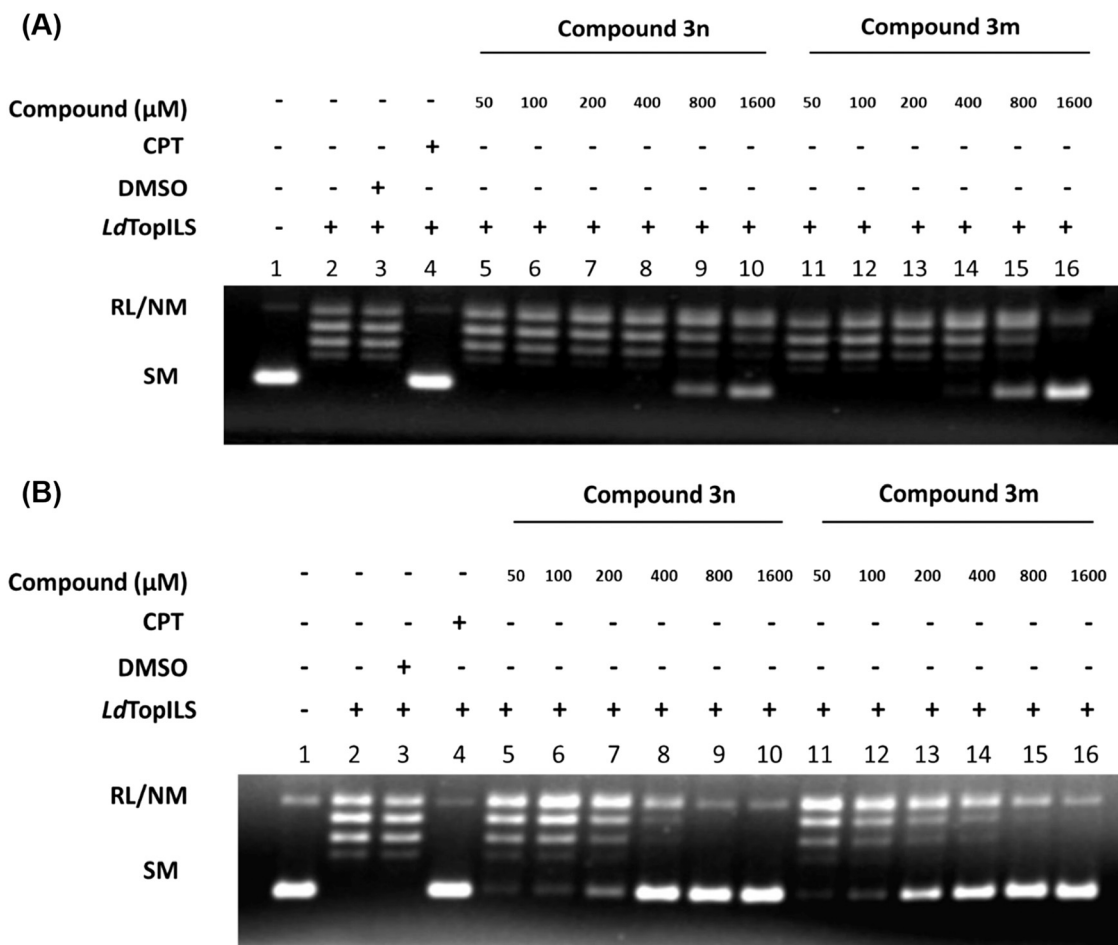 (A)
Compound 3n Compound 3m
Compound (µM) - - - - 50 100 200 400 800 1600 50 100 200 400 800 1600
CPT - - - + - - - - - - - - - - - -
DMSO - - + - - - - - - - - - - - - -
LdTopILS - + + + + + + + + + + + + + + +
1 2 3 4 5 6 7 8 9 10 11 12 13 14 15 16
RL/NM
SM
(B)
Compound 3n Compound 3m
Compound (µM) - - - - 50 100 200 400 800 1600 50 100 200 400 800 1600
CPT - - - + - - - - - - - - - - - -
DMSO - - + - - - - - - - - - - - - -
LdTopILS - + + + + + + + + + + + + + + +
1 2 3 4 5 6 7 8 9 10 11 12 13 14 15 16
RL/NM
SM